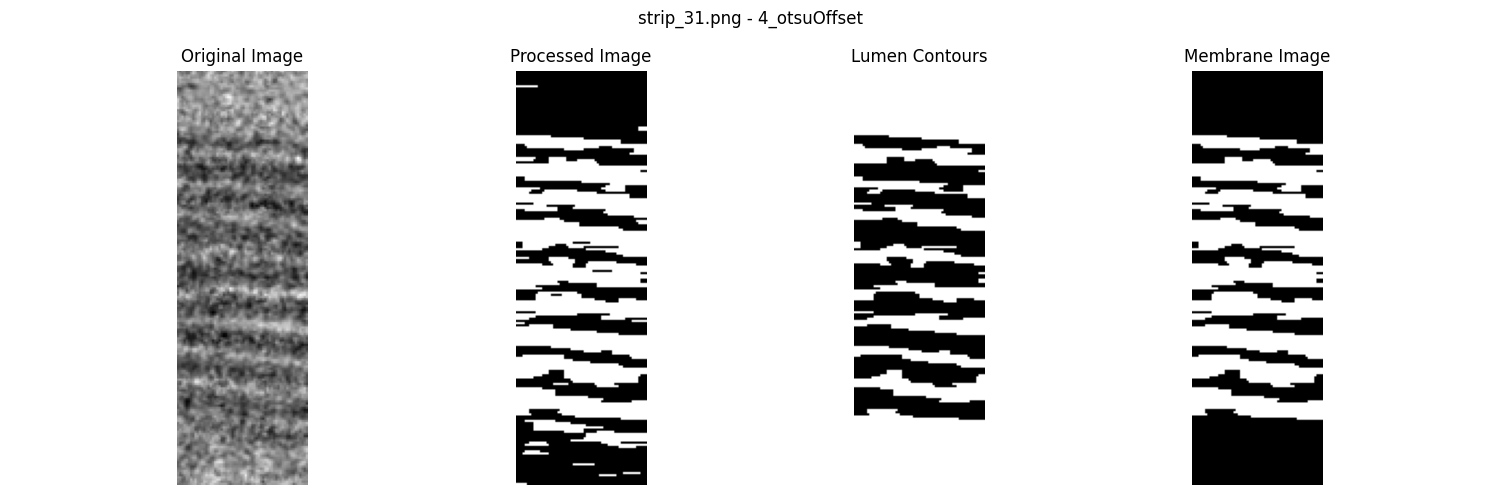 strip_31.png - 4_otsuOffset
Original Image
Processed Image
Lumen Contours
Membrane Image